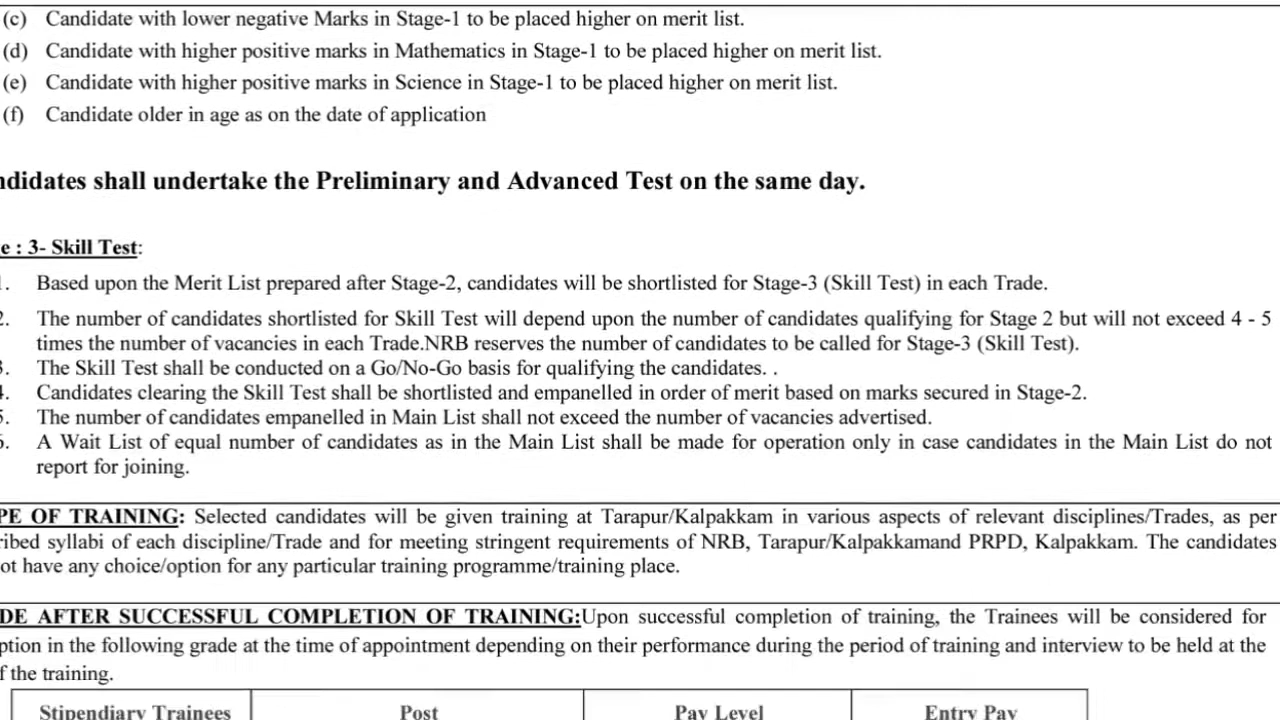 (c) Candidate with lower negative Marks in Stage-1 to be placed higher on merit list.
(d) Candidate with higher positive marks in Mathematics in Stage-1 to be placed higher on merit list.
(e) Candidate with higher positive marks in Science in Stage-1 to be placed higher on merit list.
(f) Candidate older in age as on the date of application
ndidates shall undertake the Preliminary and Advanced Test on the same day.
e : 3- Skill Test:
. Based upon the Merit List prepared after Stage-2, candidates will be shortlisted for Stage-3 (Skill Test) in each Trade.
2. The number of candidates shortlisted for Skill Test will depend upon the number of candidates qualifying for Stage 2 but will not exceed 4 - 5
times the number of vacancies in each Trade.NRB reserves the number of candidates to be called for Stage-3 (Skill Test).
3. The Skill Test shall be conducted on a Go/No-Go basis for qualifying the candidates. .
4. Candidates clearing the Skill Test shall be shortlisted and empanelled in order of merit based on marks secured in Stage-2.
5. The number of candidates empanelled in Main List shall not exceed the number of vacancies advertised.
6. A Wait List of equal number of candidates as in the Main List shall be made for operation only in case candidates in the Main List do not
report for joining.
PE OF TRAINING: Selected candidates will be given training at Tarapur/Kalpakkam in various aspects of relevant disciplines/Trades, as per
ribed syllabi of each discipline/Trade and for meeting stringent requirements of NRB, Tarapur/Kalpakkamand PRPD, Kalpakkam. The candidates
ot have any choice/option for any particular training programme/training place.
DE AFTER SUCCESSFUL COMPLETION OF TRAINING:Upon successful completion of training, the Trainees will be considered for
ption in the following grade at the time of appointment depending on their performance during the period of training and interview to be held at the
f the training.
Stipendiary Trainees Post Pay Level Entry Pay